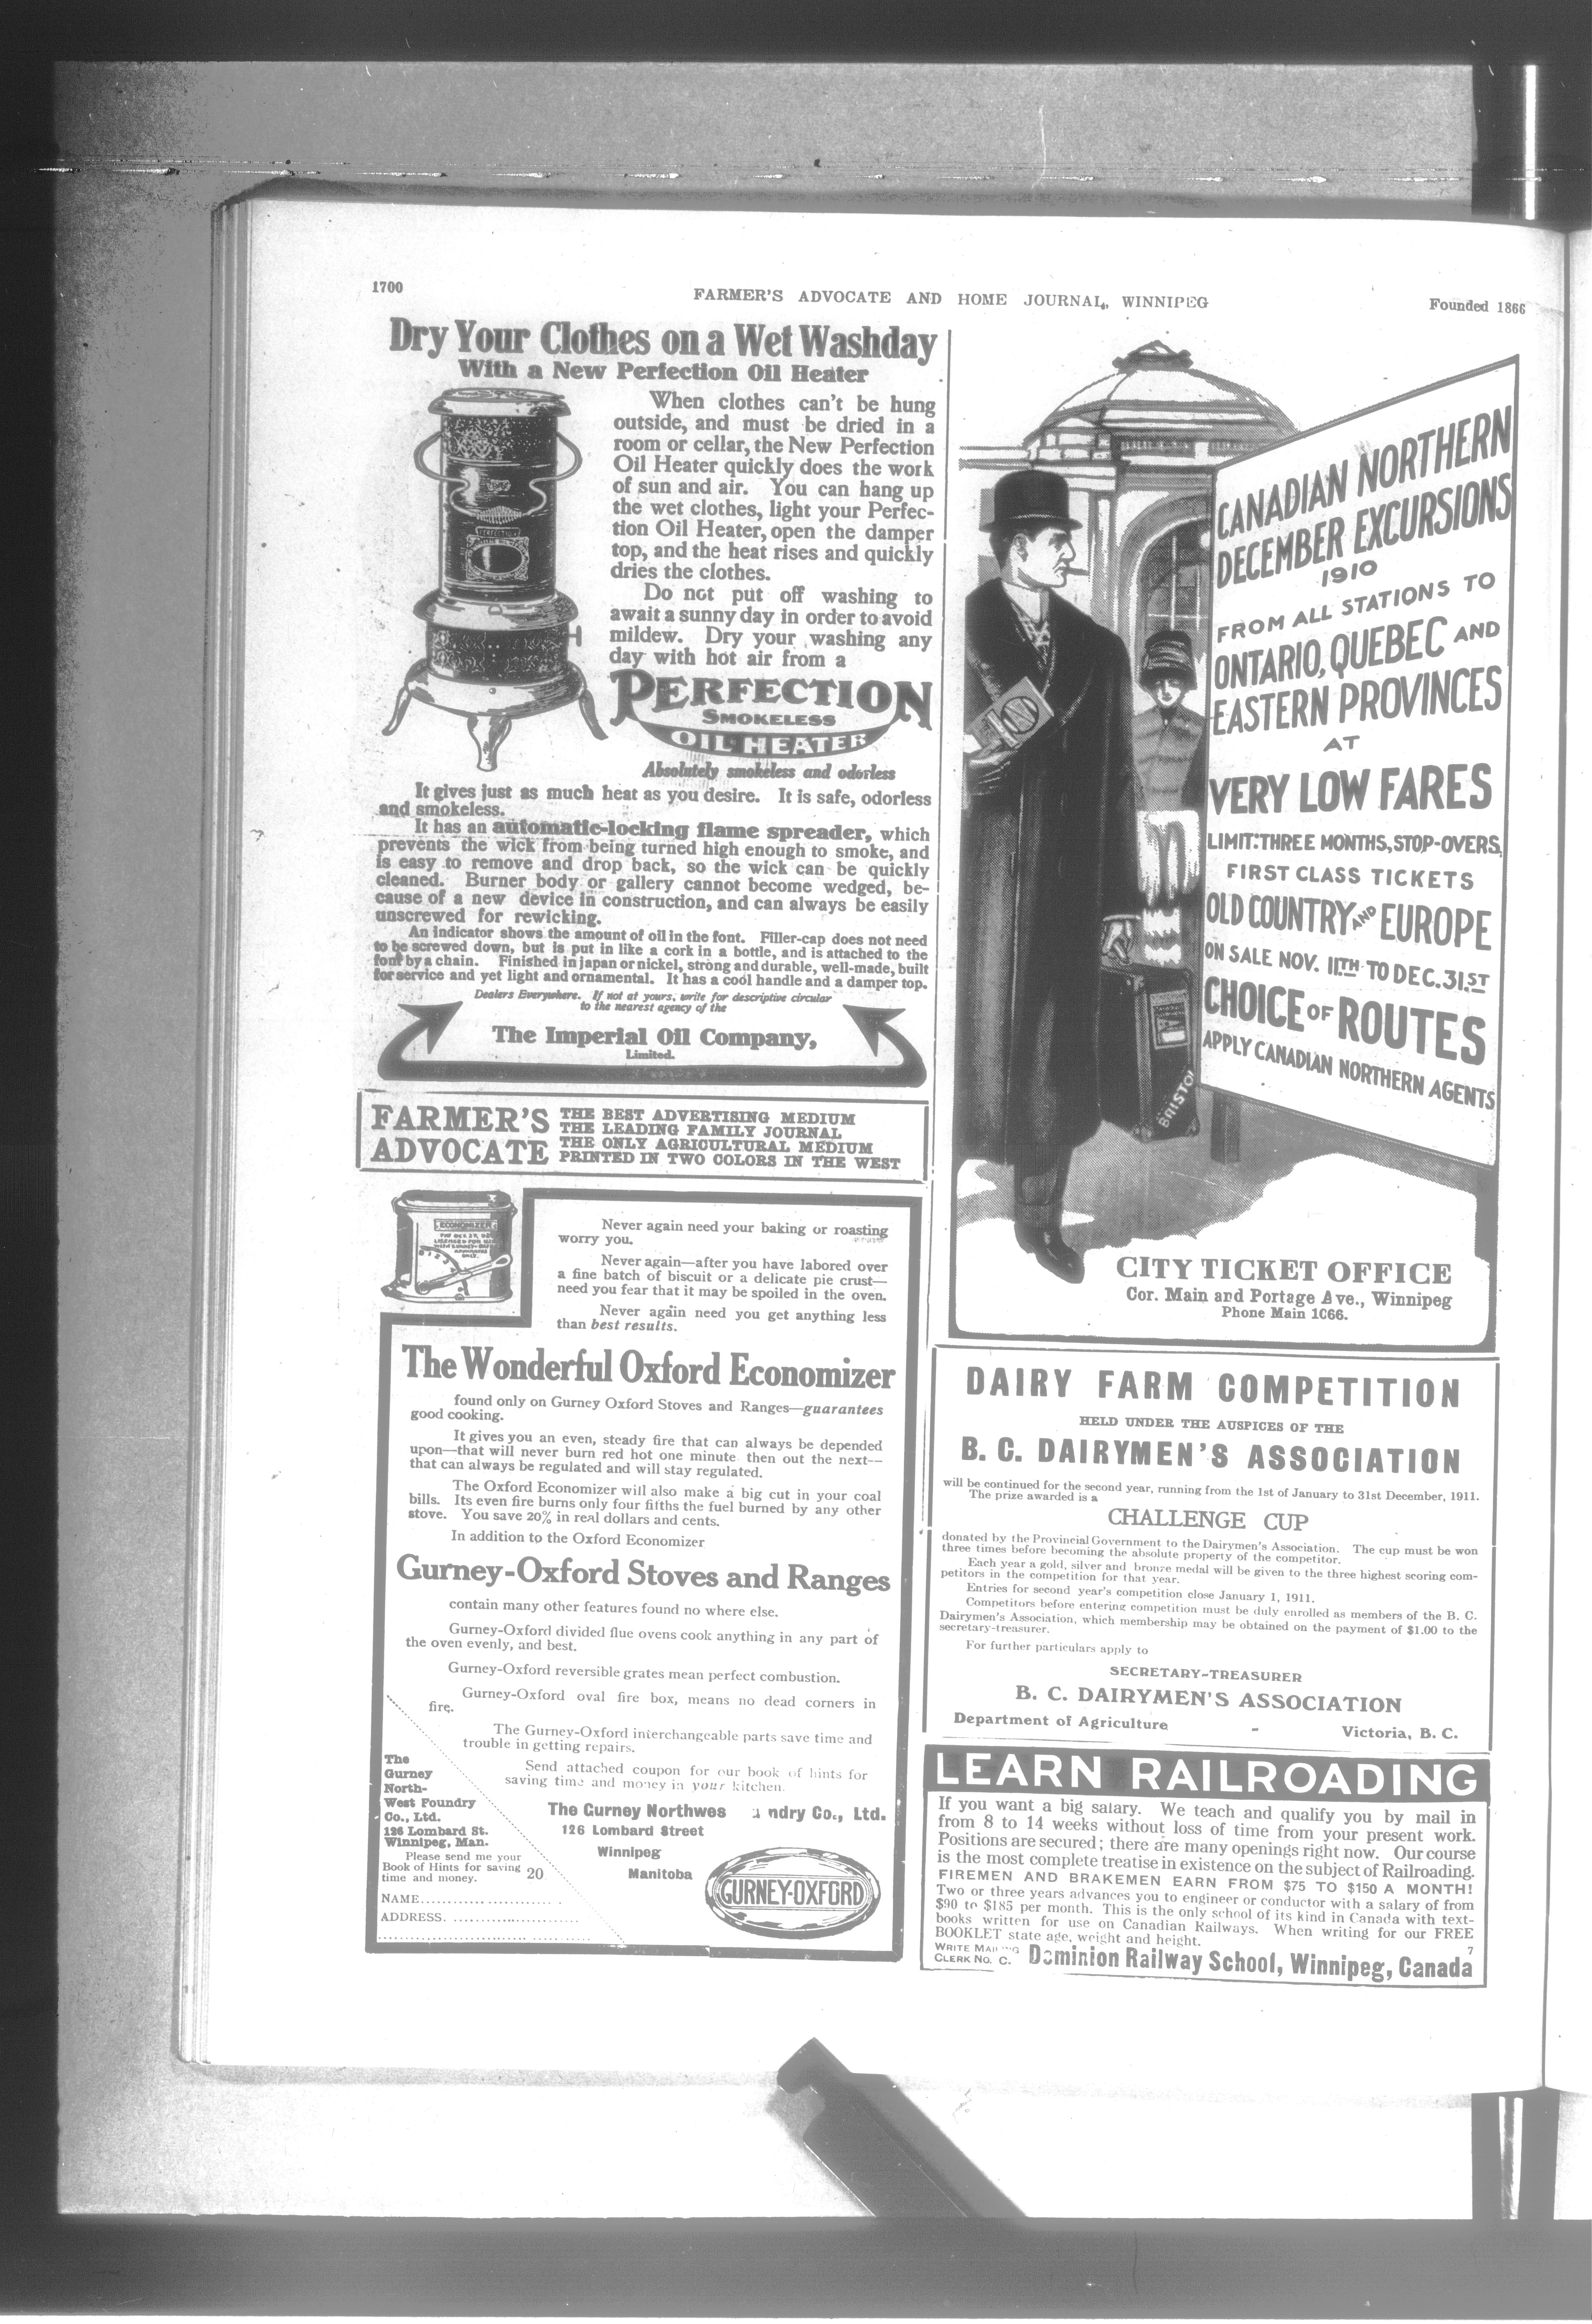 1700
FARMER'S ADVOCATE AND HOME JOURNAL, WINNIPEG
Founded 1866
Dry Your Clothes on a Wet Washday
With a New Perfection Oil Heater
When clothes can't be hung
outside, and must be dried in a
room or cellar, the New Perfection
Oil Heater quickly does the work
of sun and air. You can hang up
the wet clothes, light your Perfec-
tion Oil Heater, open the damper
top, and the heat rises and quickly
dries the clothes.
Do not put off washing to
await a sunny day in order to avoid
mildew. Dry your washing any
day with hot air from a
PERFECTION
SMOKELESS
OIL HEATER
Absolutely smokeless and odorless
It gives just as much heat as you desire. It is safe, odorless
and smokeless.
It has an automatic-locking flame spreader, which
prevents the wick from being turned high enough to smoke, and
is easy to remove and drop back, so the wick can be quickly
cleaned. Burner body or gallery cannot become wedged, be-
cause of a new device in construction, and can always be easily
unscrewed for rewicking.
An indicator shows the amount of oil in the font. Filler-cap does not need
to be screwed down, but is put in like a cork in a bottle, and is attached to the
font by a chain. Finished in japan or nickel, strong and durable, well-made, built
for service and yet light and ornamental. It has a cool handle and a damper top.
Dealers Everywhere. If not at yours, write for descriptive circular
to the nearest agency of the
The Imperial Oil Company,
Limited.
FARMER'S
ADVOCATE
THE BEST ADVERTISING MEDIUM
THE LEADING FAMILY JOURNAL
THE ONLY AGRICULTURAL MEDIUM
PRINTED IN TWO COLORS IN THE WEST
ECONOMIZER
Never again need your baking or roasting
worry you.
Never again—after you have labored over
a fine batch of biscuit or a delicate pie crust—
need you fear that it may be spoiled in the oven.
Never again need you get anything less
than best results.
The Wonderful Oxford Economizer
found only on Gurney Oxford Stoves and Ranges—guarantees
good cooking.
It gives you an even, steady fire that can always be depended
upon—that will never burn red hot one minute then out the next—
that can always be regulated and will stay regulated.
The Oxford Economizer will also make a big cut in your coal
bills. Its even fire burns only four fifths the fuel burned by any other
stove. You save 20% in real dollars and cents.
In addition to the Oxford Economizer
Gurney-Oxford Stoves and Ranges
contain many other features found no where else.
Gurney-Oxford divided flue ovens cook anything in any part of
the oven evenly, and best.
Gurney-Oxford reversible grates mean perfect combustion.
Gurney-Oxford oval fire box, means no dead corners in
fire.
The Gurney-Oxford interchangeable parts save time and
trouble in getting repairs.
Send attached coupon for our book of hints for
saving time and money in your kitchen.
The Gurney Northwes ndry Co., Ltd.
126 Lombard Street
Winnipeg
Manitoba
GURNEY-OXFORD
The
Gurney
North-
West Foundry
Co., Ltd.
126 Lombard St.
Winnipeg, Man.
Please send me your
Book of Hints for saving
time and money. 20
NAME
ADDRESS.
CANADIAN NORTHERN
DECEMBER EXCURSIONS
1910
FROM ALL STATIONS TO
ONTARIO, QUEBEC AND
EASTERN PROVINCES
AT
VERY LOW FARES
LIMIT: THREE MONTHS, STOP-OVERS,
FIRST CLASS TICKETS
OLD COUNTRY AND EUROPE
ON SALE NOV. 11TH TO DEC. 31.ST
CHOICE OF ROUTES
APPLY CANADIAN NORTHERN AGENTS
BRISTOL
CITY TICKET OFFICE
Cor. Main and Portage Ave., Winnipeg
Phone Main 1066.
DAIRY FARM COMPETITION
HELD UNDER THE AUSPICES OF THE
B. C. DAIRYMEN'S ASSOCIATION
will be continued for the second year, running from the 1st of January to 31st December, 1911.
The prize awarded is a
CHALLENGE CUP
donated by the Provincial Government to the Dairymen's Association. The cup must be won
three times before becoming the absolute property of the competitor.
Each year a gold, silver and bronze medal will be given to the three highest scoring com-
petitors in the competition for that year.
Entries for second year's competition close January 1, 1911.
Competitors before entering competition must be duly enrolled as members of the B. C.
Dairymen's Association, which membership may be obtained on the payment of $1.00 to the
secretary-treasurer.
For further particulars apply to
SECRETARY-TREASURER
B. C. DAIRYMEN'S ASSOCIATION
Department of Agriculture - Victoria, B. C.
LEARN RAILROADING
If you want a big salary. We teach and qualify you by mail in
from 8 to 14 weeks without loss of time from your present work.
Positions are secured; there are many openings right now. Our course
is the most complete treatise in existence on the subject of Railroading.
FIREMEN AND BRAKEMEN EARN FROM $75 TO $150 A MONTH!
Two or three years advances you to engineer or conductor with a salary of from
$90 to $185 per month. This is the only school of its kind in Canada with text-
books written for use on Canadian Railways. When writing for our FREE
BOOKLET state age, weight and height. 7
WRITE MAILING
CLERK NO. C.
Dominion Railway School, Winnipeg, Canada